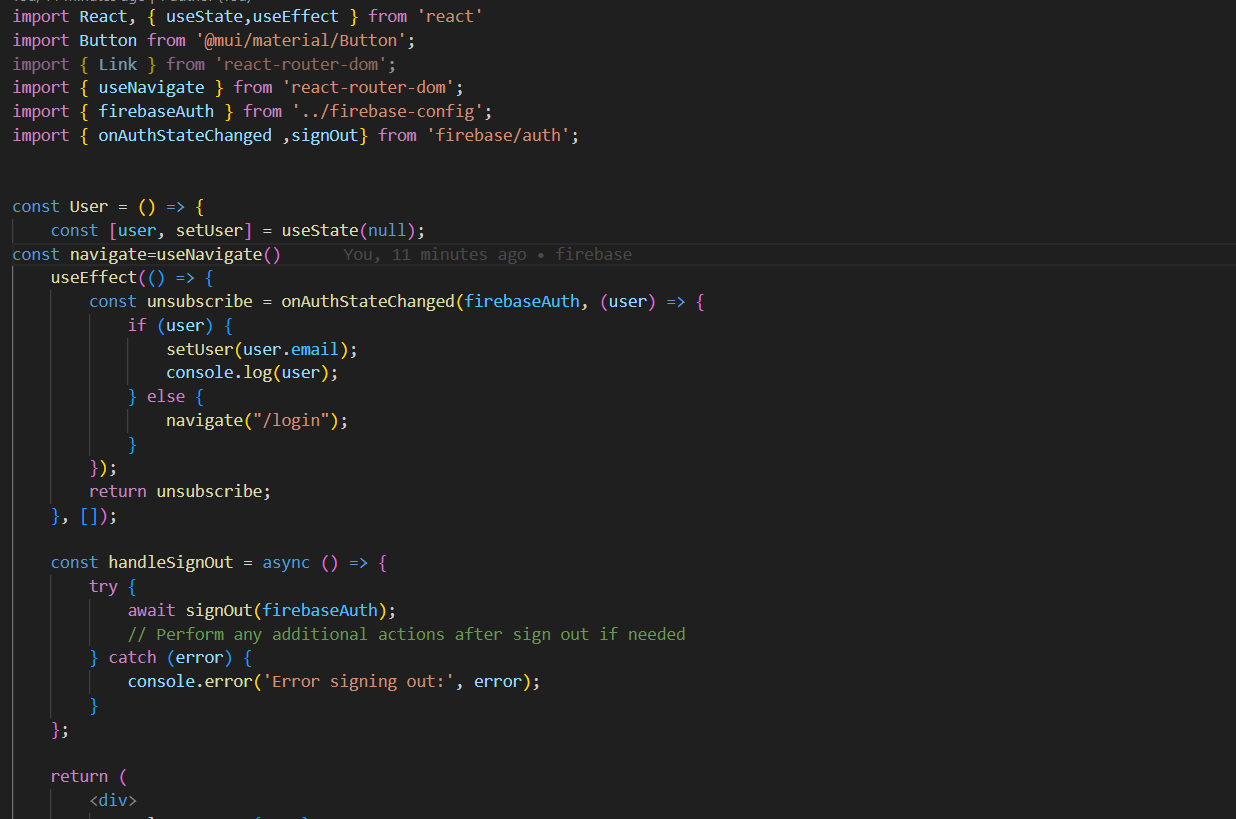 import React, { useState,useEffect } from 'react'
import Button from '@mui/material/Button';
import { Link } from 'react-router-dom';
import { useNavigate } from 'react-router-dom';
import { firebaseAuth } from '../firebase-config';
import { onAuthStateChanged ,signOut} from 'firebase/auth';
const User = () => {
    const [user, setUser] = useState(null);
const navigate=useNavigate() You, 11 minutes ago • firebase
    useEffect(() => {
        const unsubscribe = onAuthStateChanged(firebaseAuth, (user) => {
            if (user) {
                setUser(user.email);
                console.log(user);
            } else {
                navigate("/login");
            }
        });
        return unsubscribe;
    }, []);
    const handleSignOut = async () => {
        try {
            await signOut(firebaseAuth);
            // Perform any additional actions after sign out if needed
        } catch (error) {
            console.error('Error signing out:', error);
        }
    };
    return (
        <div>